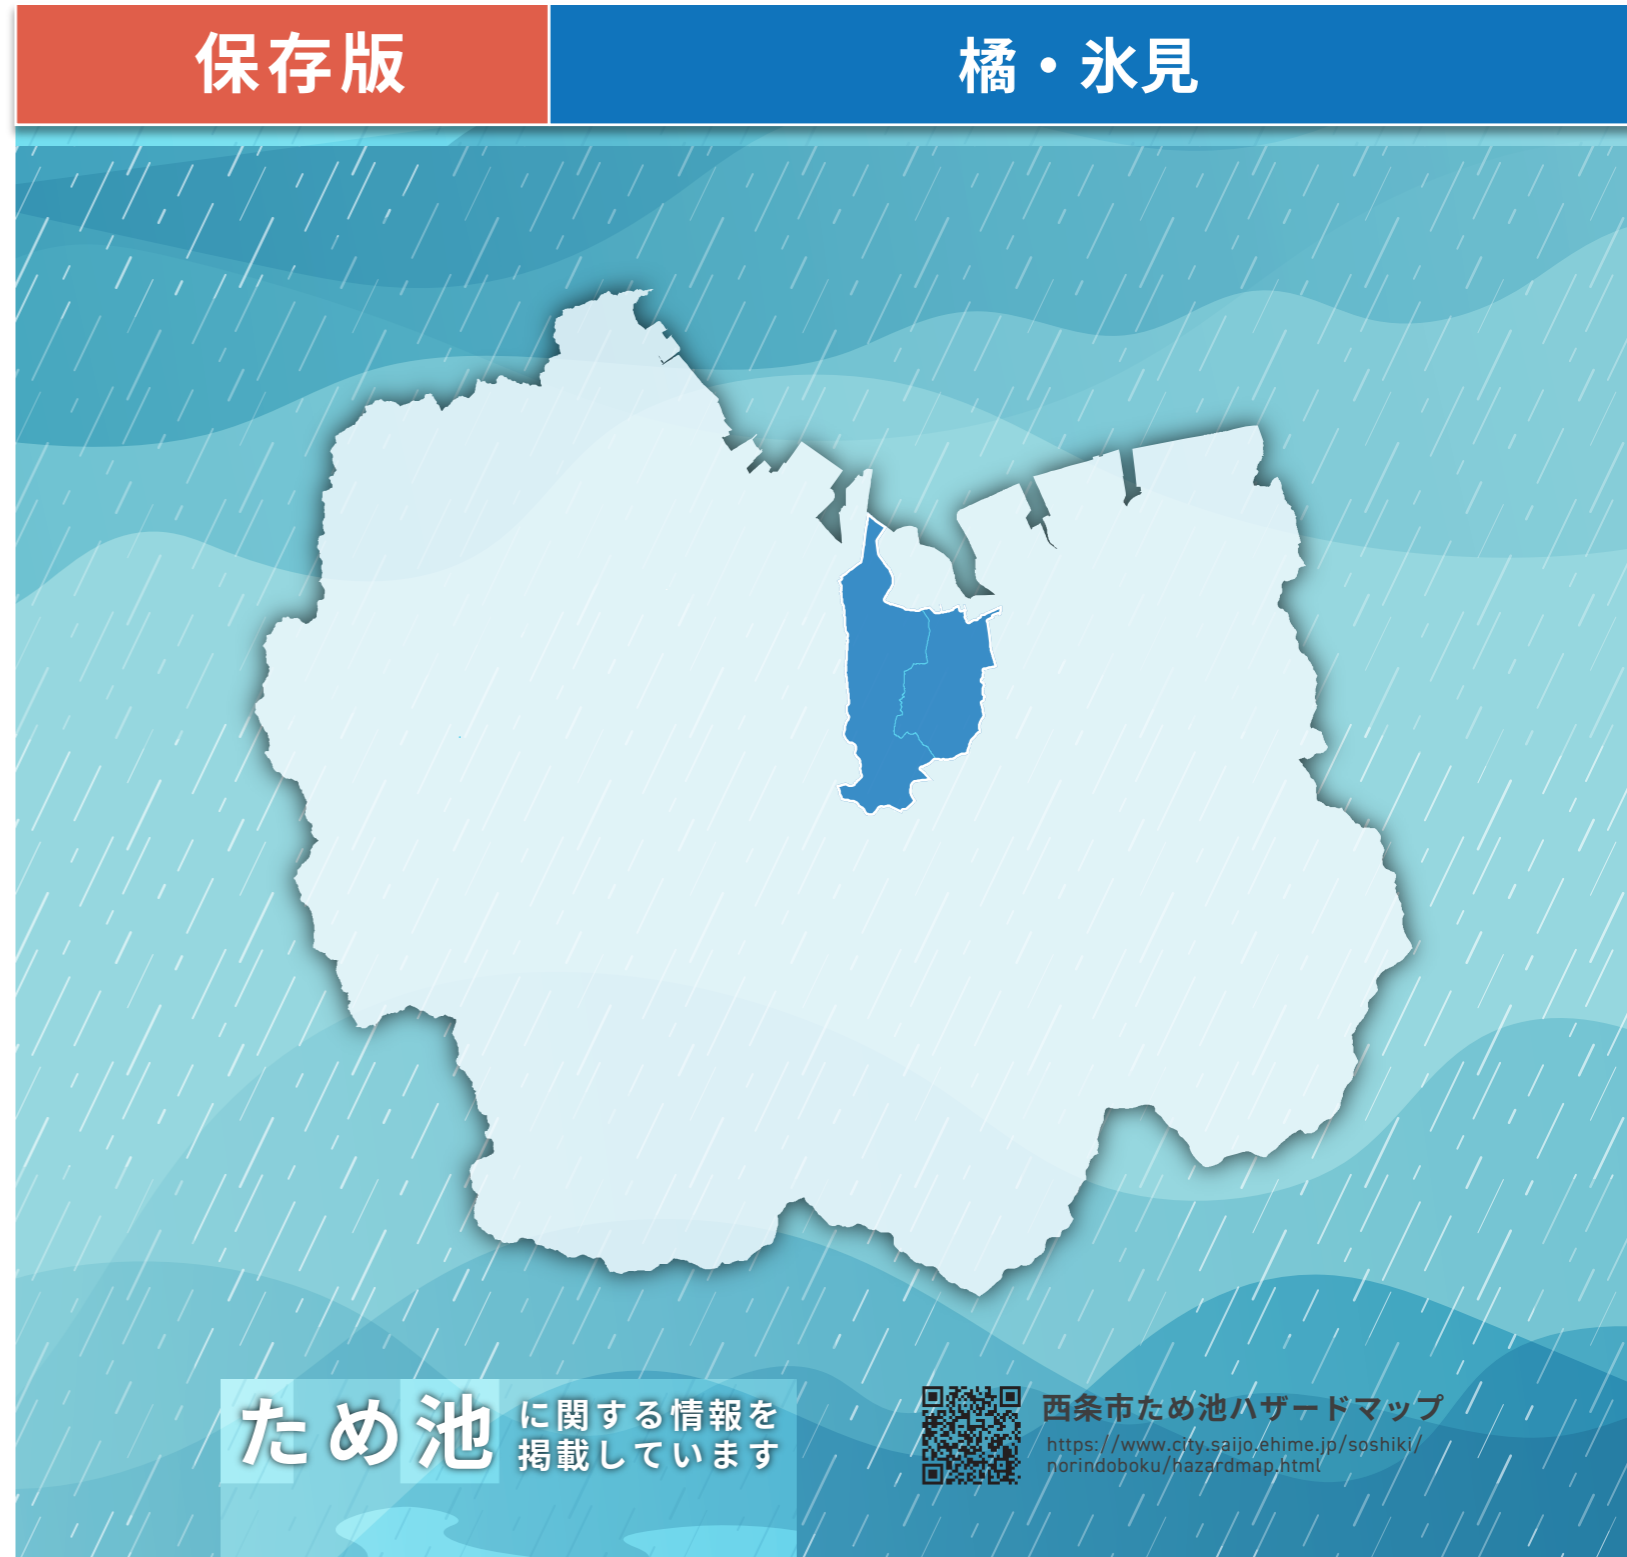 保存版
橘・氷見
ため池
に関する情報を
掲載しています
西条市ため池ハザードマップ
https://www.city.saijo.ehime.jp/soshiki/
norindoboku/hazardmap.html